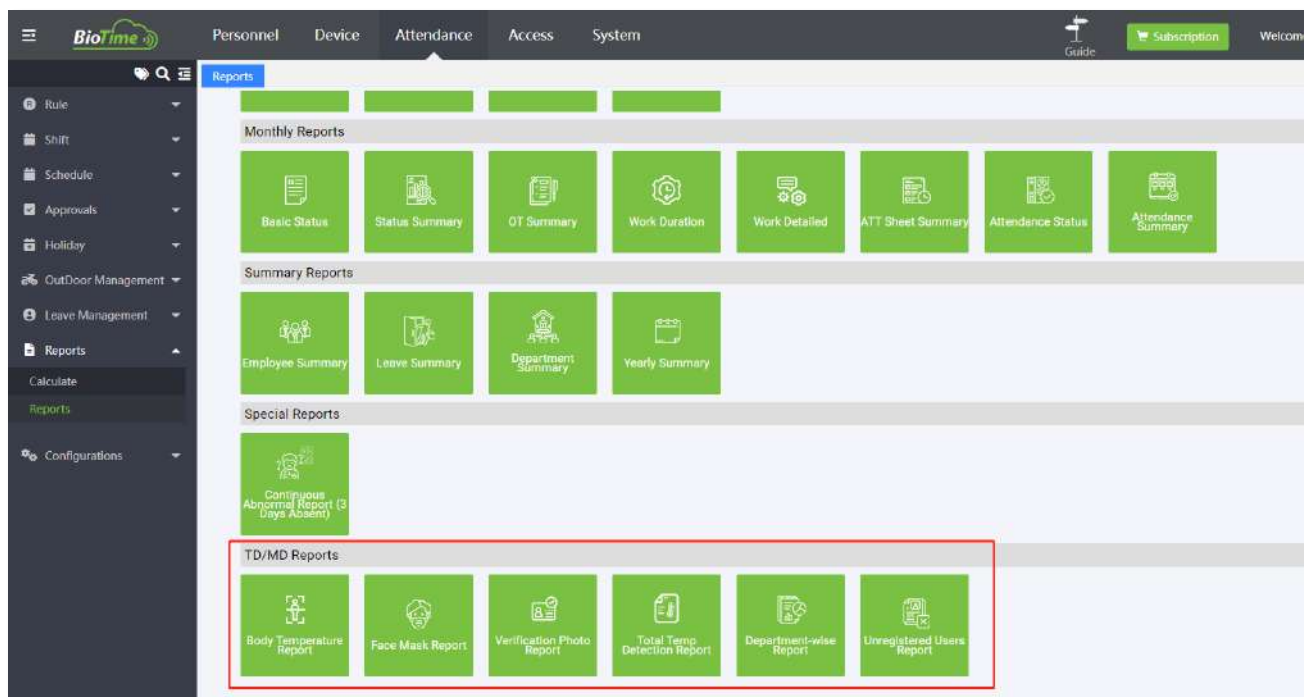 BioTime
Personnel
Device
Attendance
Access
System
Guide
Subscription
Welcome
Reports
Rule
Shift
Schedule
Approvals
Holiday
OutDoor Management
Leave Management
Reports
Calculate
Reports
Configurations
Monthly Reports
Basic Status
Status Summary
OT Summary
Work Duration
Work Detailed
ATT Sheet Summary
Attendance Status
Attendance
Summary
Summary Reports
Employee Summary
Leave Summary
Department
Summary
Yearly Summary
Special Reports
Continuous
Abnormal Report (3
Days Absent)
TD/MD Reports
Body Temperature
Report
Face Mask Report
Verification Photo
Report
Total Temp
Detection Report
Department-wise
Report
Unregistered Users
Report